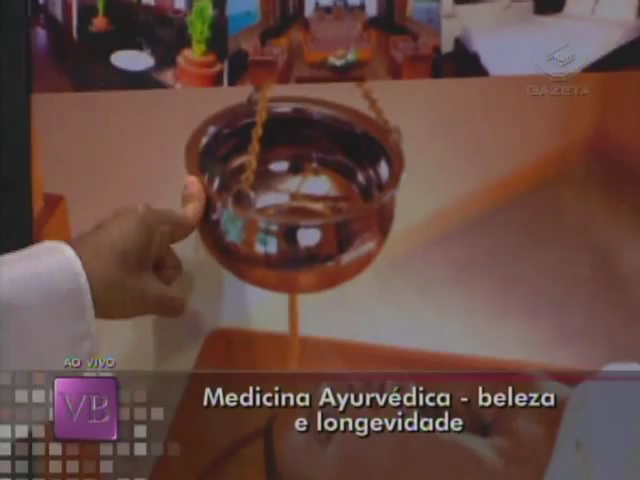 GAZETA
AO VIVO
VB
Medicina Ayurvédica - beleza
e longevidade